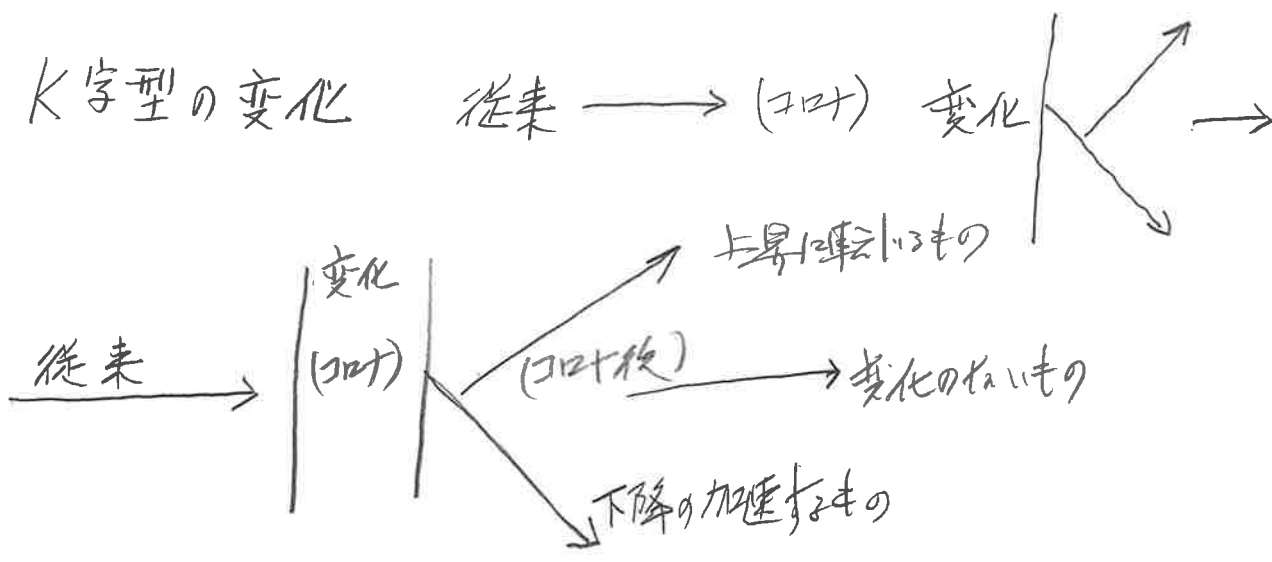 K字型の変化 従来 → (コロナ) 変化 K →
変化
上昇に転じいるもの
従来 (コロナ) K (コロナ後) 変化のないもの
下降の加速するもの